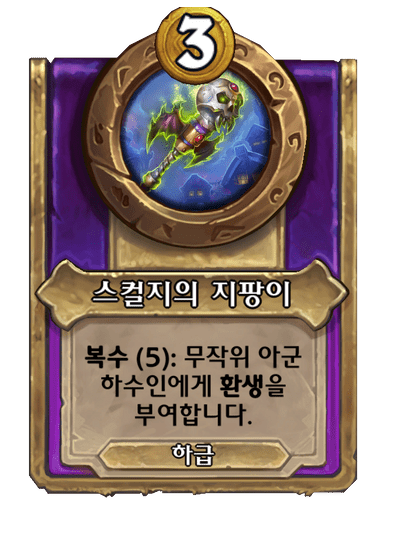 3
스컬지의 지팡이
복수 (5): 무작위 아군
하수인에게 환생을
부여합니다.
하급